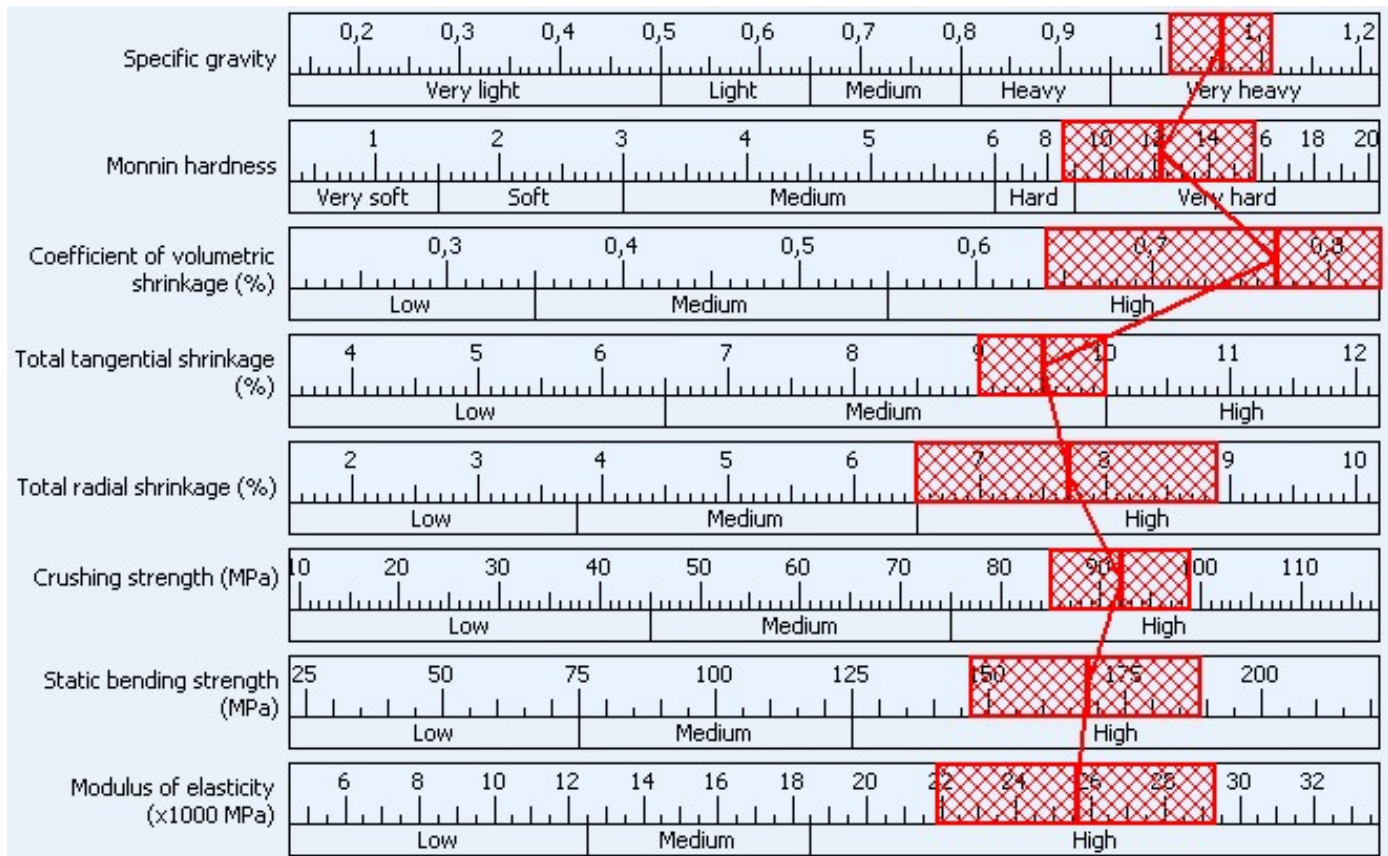 Specific gravity
0,2 0,3 0,4 0,5 0,6 0,7 0,8 0,9 1 1,1 1,2
Very light Light Medium Heavy Very heavy
Monnin hardness
1 2 3 4 5 6 8 10 12 14 16 18 20
Very soft Soft Medium Hard Very hard
Coefficient of volumetric
shrinkage (%)
0,3 0,4 0,5 0,6 0,7 0,8
Low Medium High
Total tangential shrinkage
(%)
4 5 6 7 8 9 10 11 12
Low Medium High
Total radial shrinkage (%)
2 3 4 5 6 7 8 9 10
Low Medium High
Crushing strength (MPa)
10 20 30 40 50 60 70 80 90 100 110
Low Medium High
Static bending strength
(MPa)
25 50 75 100 125 150 175 200
Low Medium High
Modulus of elasticity
(x1000 MPa)
6 8 10 12 14 16 18 20 22 24 26 28 30 32
Low Medium High